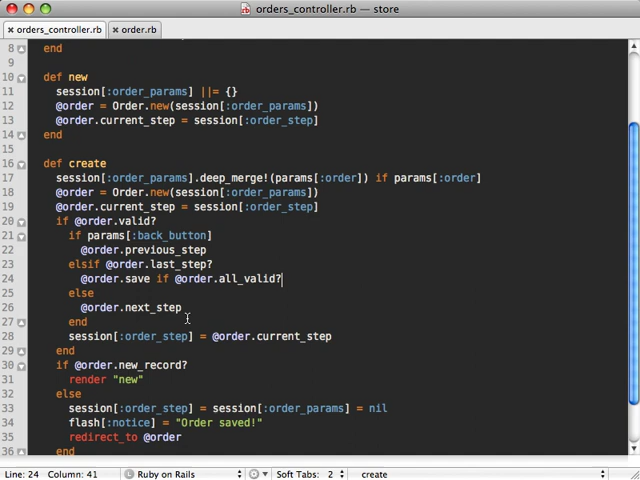 orders_controller.rb — store
orders_controller.rb order.rb
8 end
9
10 def new
11 session[:order_params] ||= {}
12 @order = Order.new(session[:order_params])
13 @order.current_step = session[:order_step]
14 end
15
16 def create
17 session[:order_params].deep_merge!(params[:order]) if params[:order]
18 @order = Order.new(session[:order_params])
19 @order.current_step = session[:order_step]
20 if @order.valid?
21 if params[:back_button]
22 @order.previous_step
23 elsif @order.last_step?
24 @order.save if @order.all_valid?
25 else
26 @order.next_step
27 end
28 session[:order_step] = @order.current_step
29 end
30 if @order.new_record?
31 render "new"
32 else
33 session[:order_step] = session[:order_params] = nil
34 flash[:notice] = "Order saved!"
35 redirect_to @order
36 end
Line: 24 Column: 41 Ruby on Rails Soft Tabs: 2 create